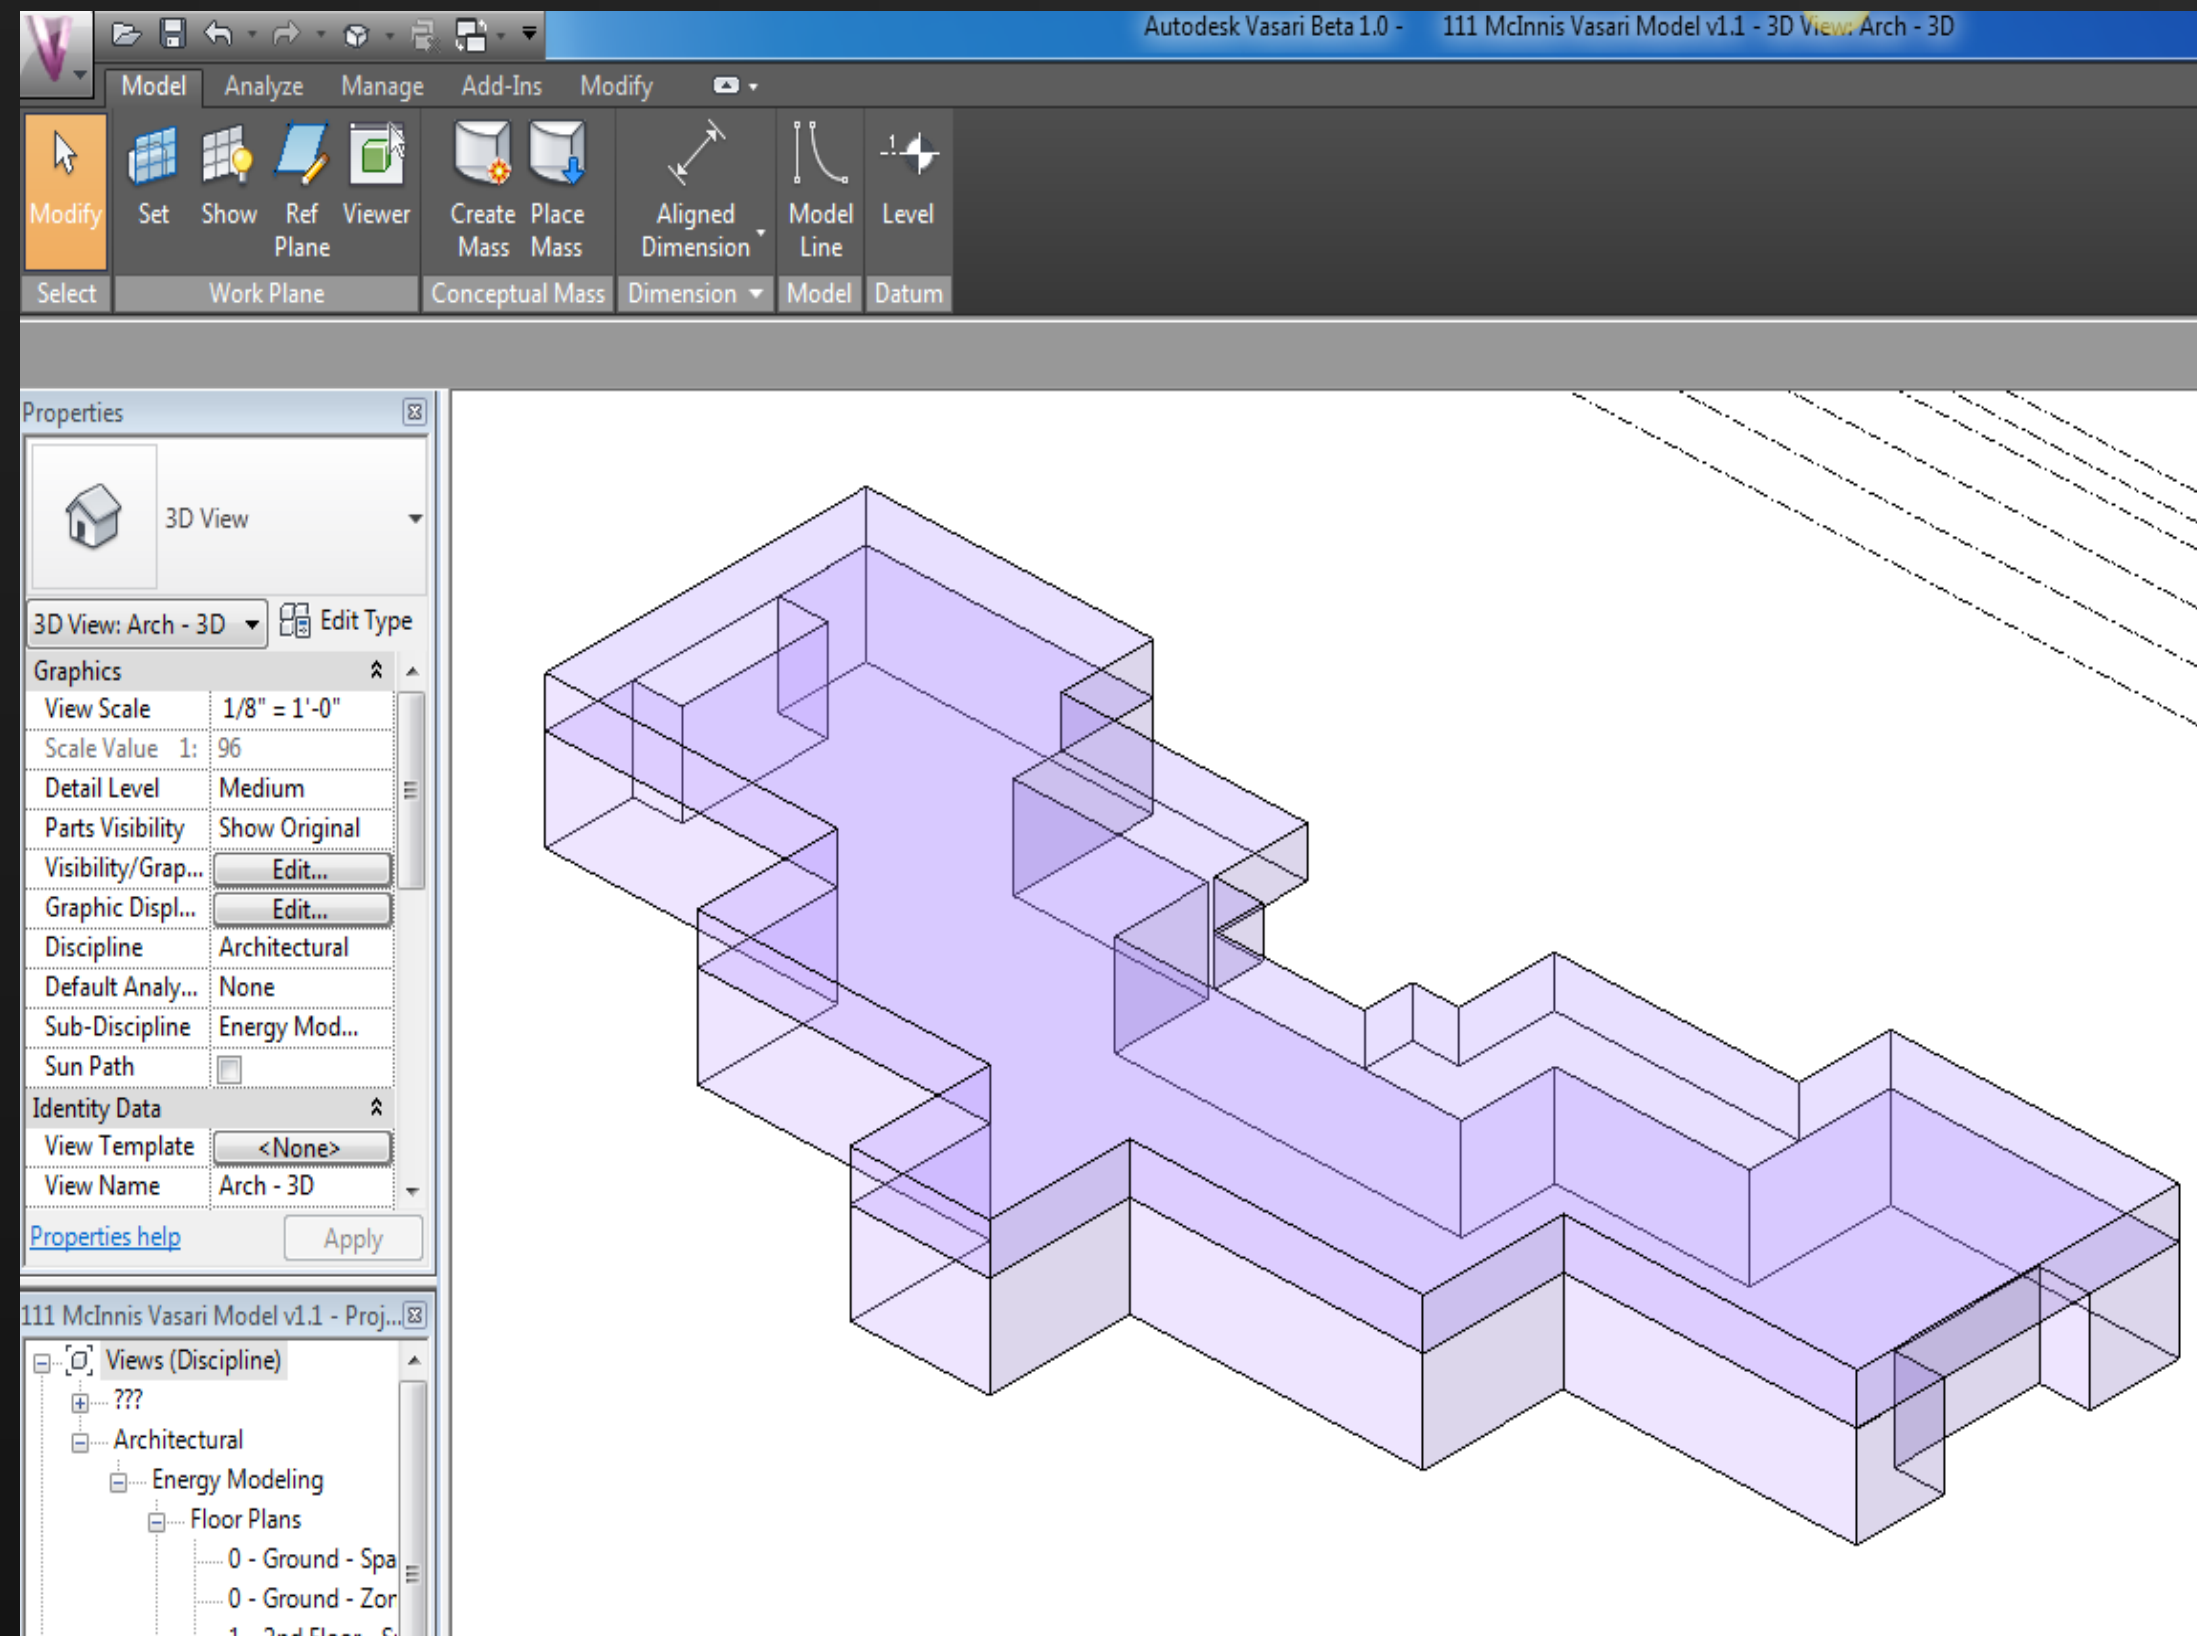 Autodesk Vasari Beta 1.0 - 111 McInnis Vasari Model v1.1 - 3D View: Arch - 3D
Model Analyze Manage Add-Ins Modify
Modify Set Show Ref Plane Viewer Create Mass Place Mass Aligned Dimension Model Line Level
Select Work Plane Conceptual Mass Dimension Model Datum
Properties
3D View
3D View: Arch - 3D Edit Type
Graphics
View Scale 1/8" = 1'-0"
Scale Value 1: 96
Detail Level Medium
Parts Visibility Show Original
Visibility/Grap... Edit...
Graphic Displ... Edit...
Discipline Architectural
Default Analy... None
Sub-Discipline Energy Mod...
Sun Path
Identity Data
View Template <None>
View Name Arch - 3D
Properties help Apply
111 McInnis Vasari Model v1.1 - Proj...
Views (Discipline)
???
Architectural
Energy Modeling
Floor Plans
0 - Ground - Spa
0 - Ground - Zor